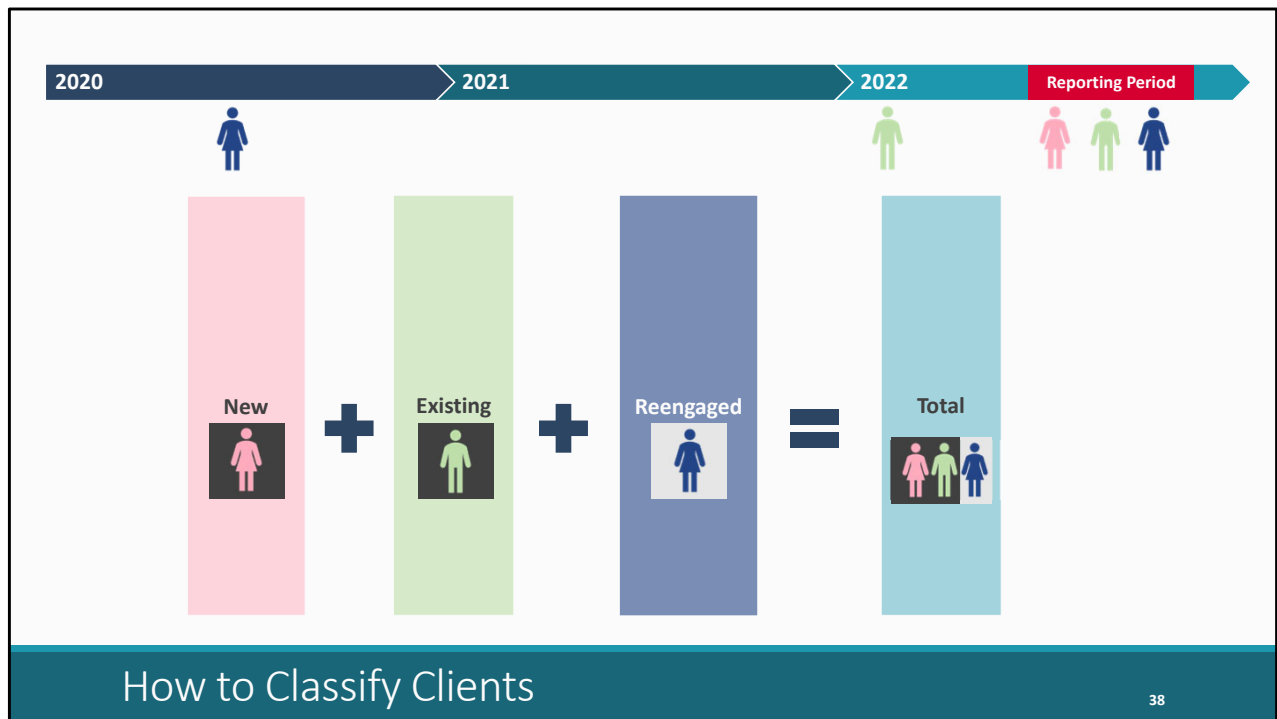 2020 2021 2022 Reporting Period
New Existing Reengaged Total
How to Classify Clients
38